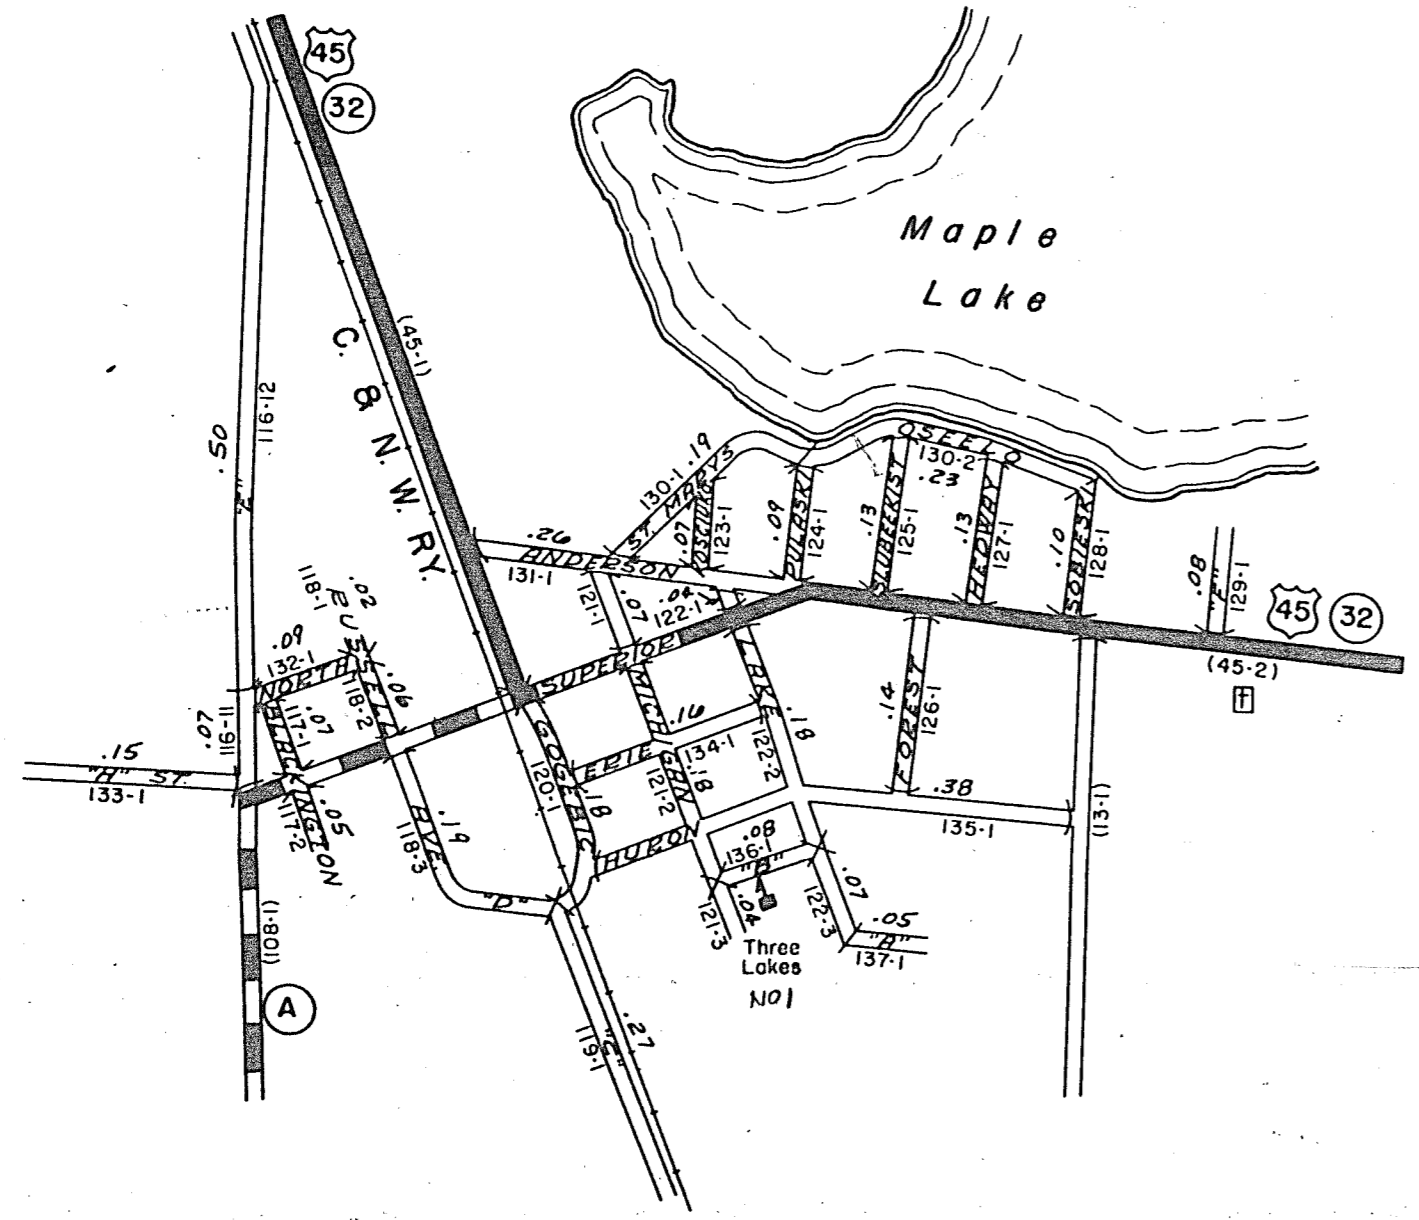 45
32
Maple
Lake
(45-1)
C. & N. W. RY.
116-12
.50
"Z"
.19
130-1
ST. MARYS
OSEELO
130-2
.23
.26
ANDERSON
131-1
.07
KOSCIUKO
123-1
.09
PULASKI
124-1
.13
SLUBEEKIST
125-1
.13
HEOWAY
127-1
.10
SOBIESKI
128-1
.08
"F"
129-1
45
32
(45-2)
118-1
.02
RUSSELL
.09
132-1
NORTH
118-2
.06
121-1
.07
.04
122-1
SUPERIOR
.07
116-11
117-1
.07
BLACKINGTON
.15
"H" ST.
133-1
117-2
.05
118-3
AVE.
.19
"D"
GOGEBIC
120-1
.18
ERIE
MICHIGAN
.16
134-1
121-2
.18
LAKE
122-2
.18
.14
FOREST
126-1
.38
135-1
(13-1)
HURON
.08
136-1
"B"
121-3
.04
122-3
.07
.05
137-1
Three
Lakes
NO1
(108-1)
A
119-1
.27